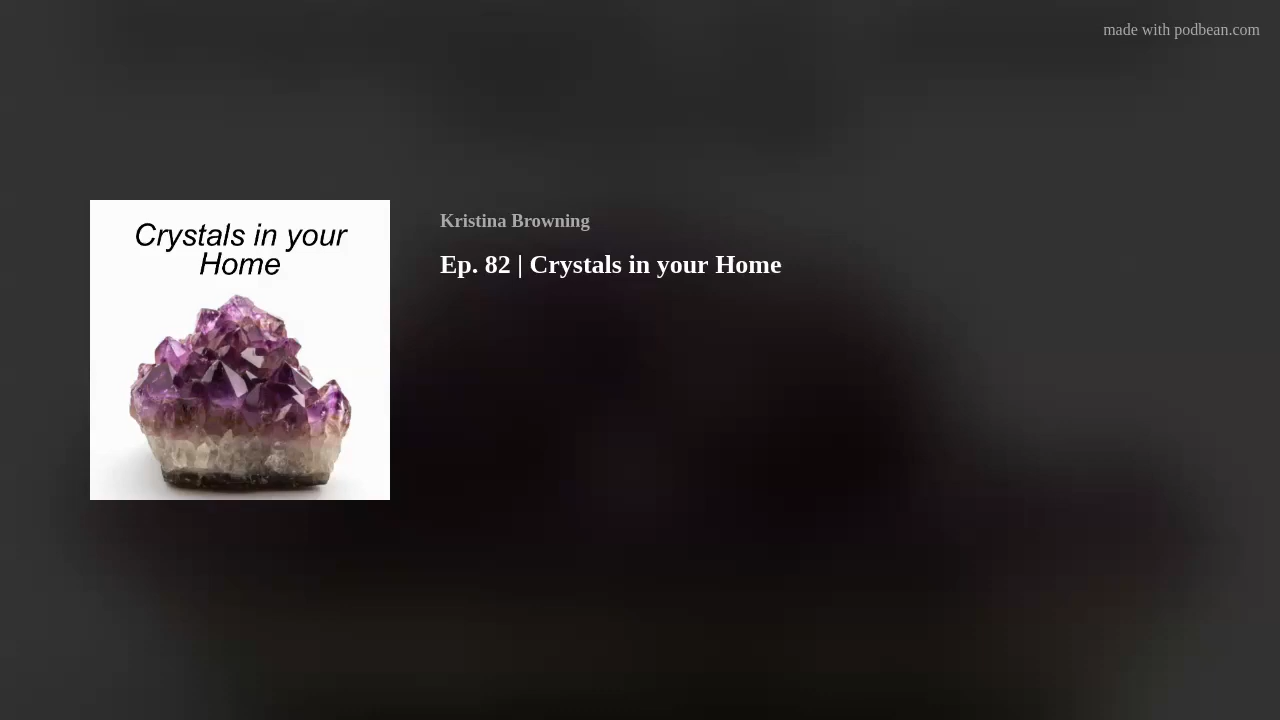 made with podbean.com
Crystals in your
Home
Kristina Browning
Ep. 82 | Crystals in your Home